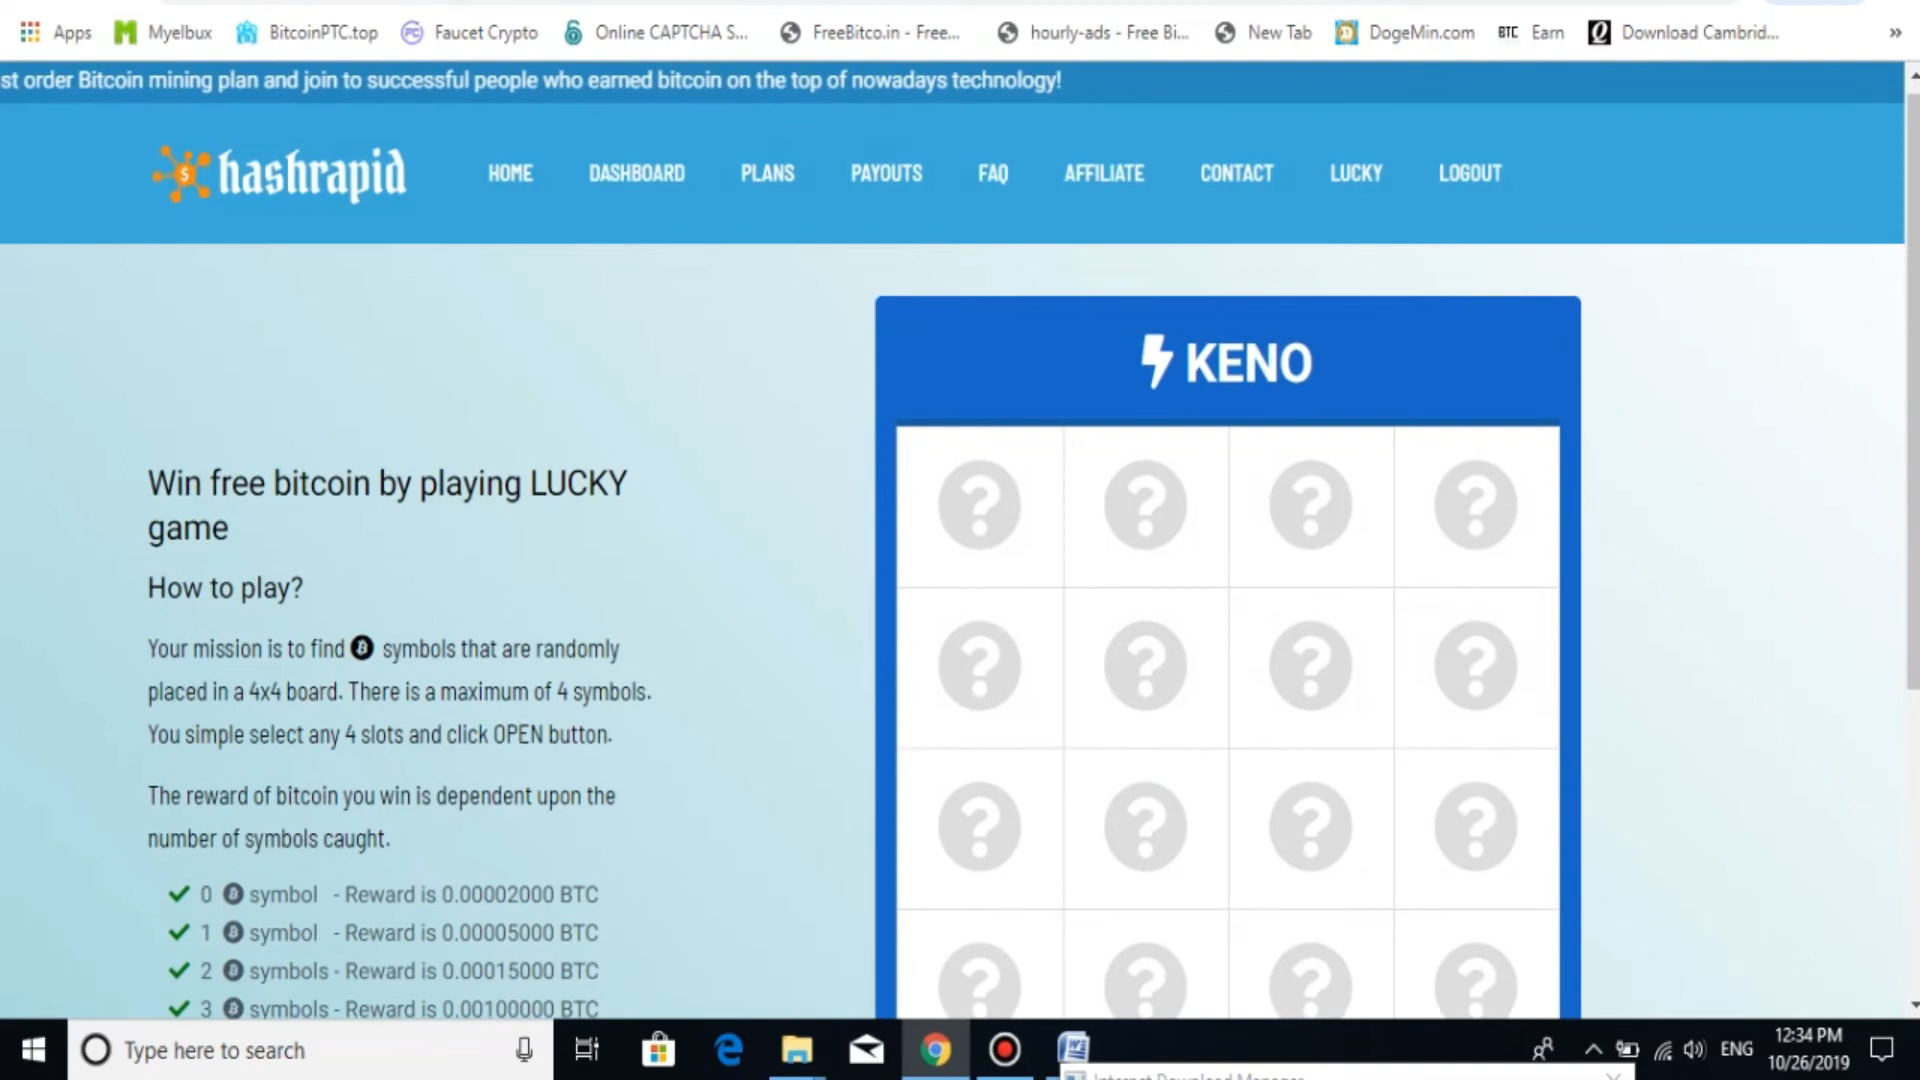 Apps Myelbux BitcoinPTC.top Faucet Crypto Online CAPTCHA S... FreeBitco.in - Free... hourly-ads - Free Bi... New Tab DogeMin.com BTC Earn Download Cambrid... »
st order Bitcoin mining plan and join to successful people who earned bitcoin on the top of nowadays technology!
hashrapid HOME DASHBOARD PLANS PAYOUTS FAQ AFFILIATE CONTACT LUCKY LOGOUT
KENO
Win free bitcoin by playing LUCKY
game
How to play?
Your mission is to find symbols that are randomly
placed in a 4x4 board. There is a maximum of 4 symbols.
You simple select any 4 slots and click OPEN button.
The reward of bitcoin you win is dependent upon the
number of symbols caught.
0 symbol - Reward is 0.00002000 BTC
1 symbol - Reward is 0.00005000 BTC
2 symbols - Reward is 0.00015000 BTC
3 symbols - Reward is 0.00100000 BTC
? ? ? ?
? ? ? ?
? ? ? ?
? ? ? ?
Type here to search
ENG
12:34 PM
10/26/2019
Internet Download Manager